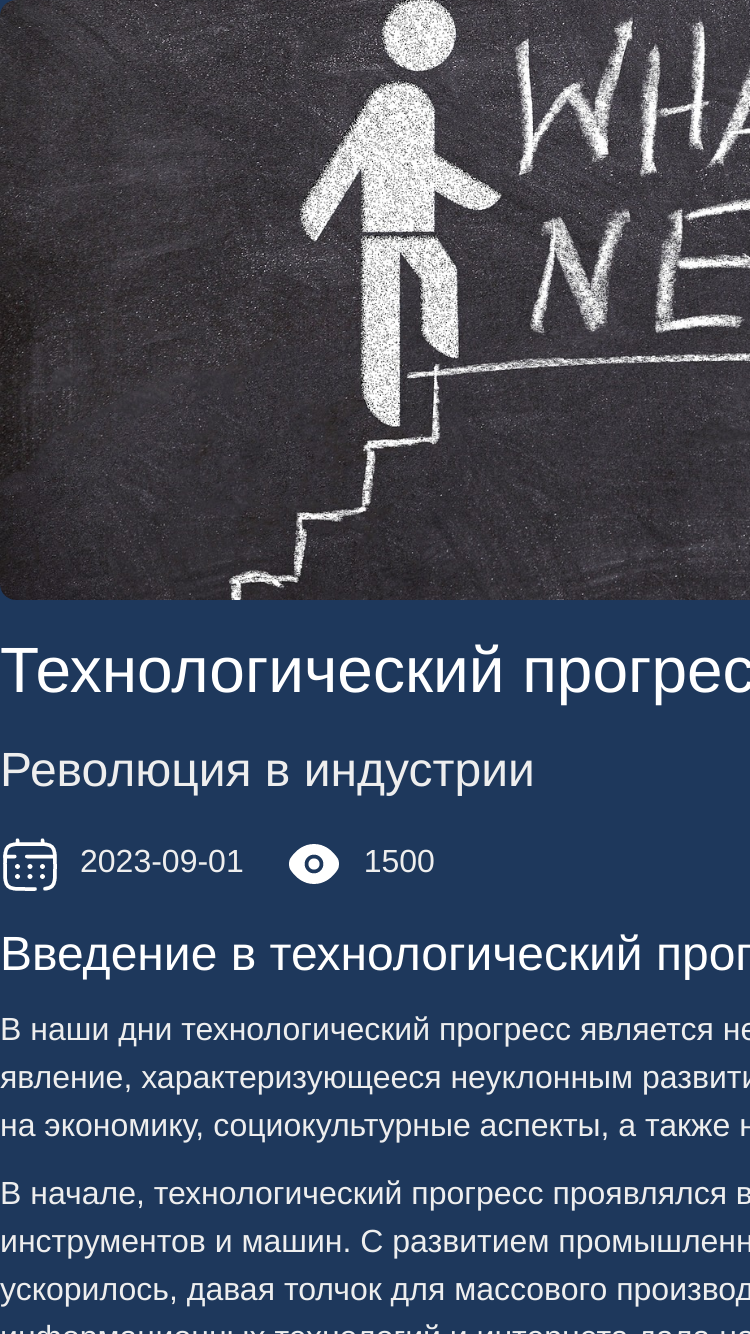 WHA
NE
Технологический прогрес
Революция в индустрии
2023-09-01 1500
Введение в технологический прог
В наши дни технологический прогресс является не
явление, характеризующееся неуклонным развити
на экономику, социокультурные аспекты, а также н
В начале, технологический прогресс проявлялся в
инструментов и машин. С развитием промышленн
ускорилось, давая толчок для массового производ